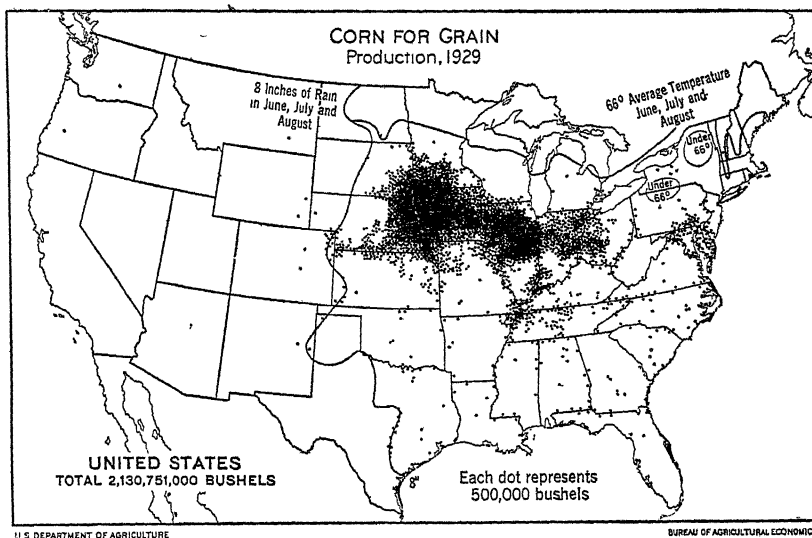 CORN FOR GRAIN
Production, 1929
8 Inches of Rain
in June, July and
August
66° Average Temperature
June, July and
August
Under
66°
Under
66°
UNITED STATES
TOTAL 2,130,751,000 BUSHELS
Each dot represents
500,000 bushels
U.S. DEPARTMENT OF AGRICULTURE
BUREAU OF AGRICULTURAL ECONOMIC